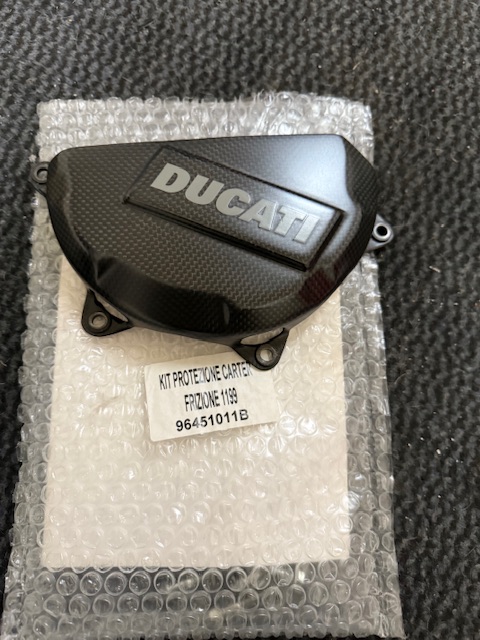 DUCATI
KIT PROTEZIONE CARTER
FRIZIONE 1199
96451011B